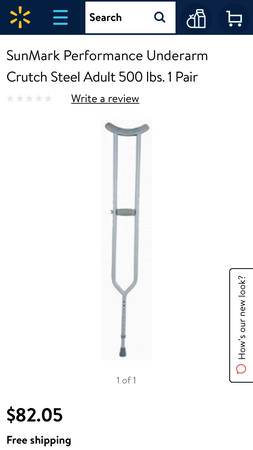 Search
SunMark Performance Underarm
Crutch Steel Adult 500 lbs. 1 Pair
Write a review
How's our new look?
1 of 1
$82.05
Free shipping